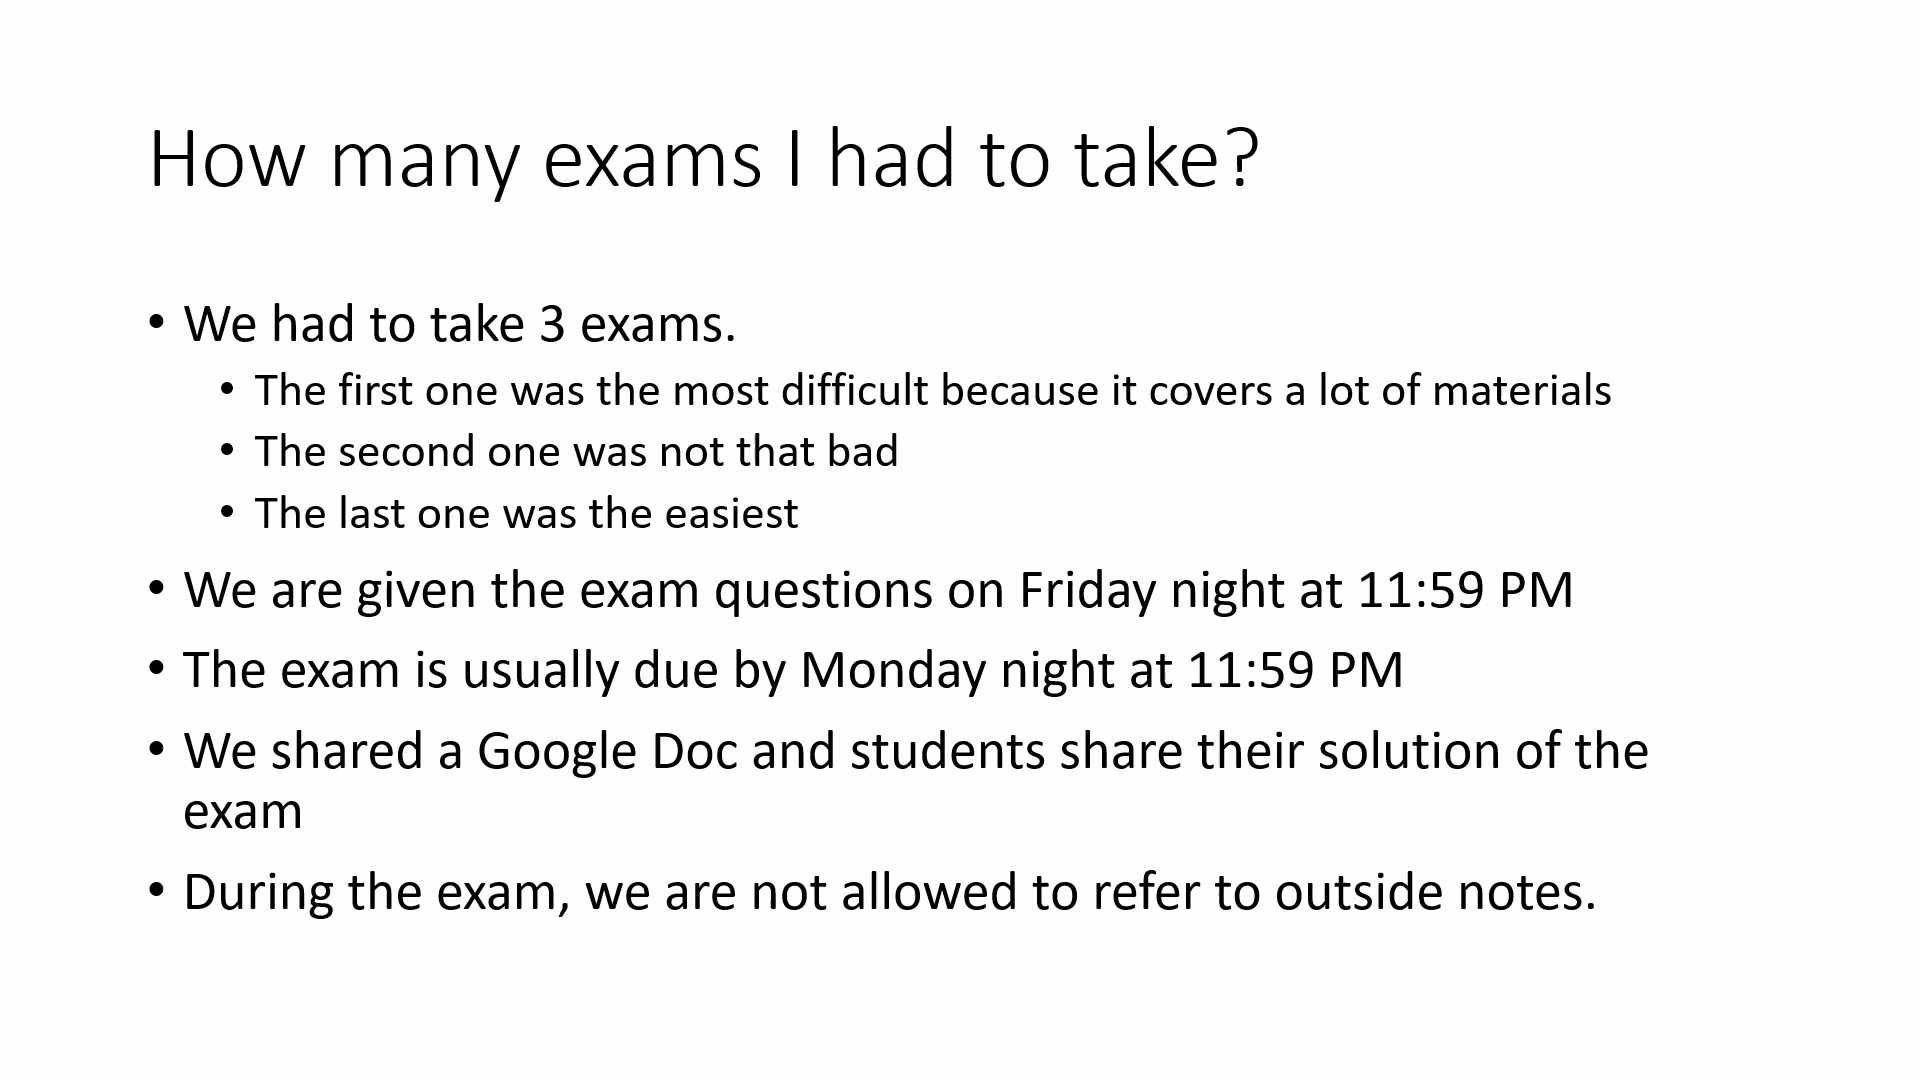 How many exams I had to take?
• We had to take 3 exams.
• The first one was the most difficult because it covers a lot of materials
• The second one was not that bad
• The last one was the easiest
• We are given the exam questions on Friday night at 11:59 PM
• The exam is usually due by Monday night at 11:59 PM
• We shared a Google Doc and students share their solution of the
exam
• During the exam, we are not allowed to refer to outside notes.